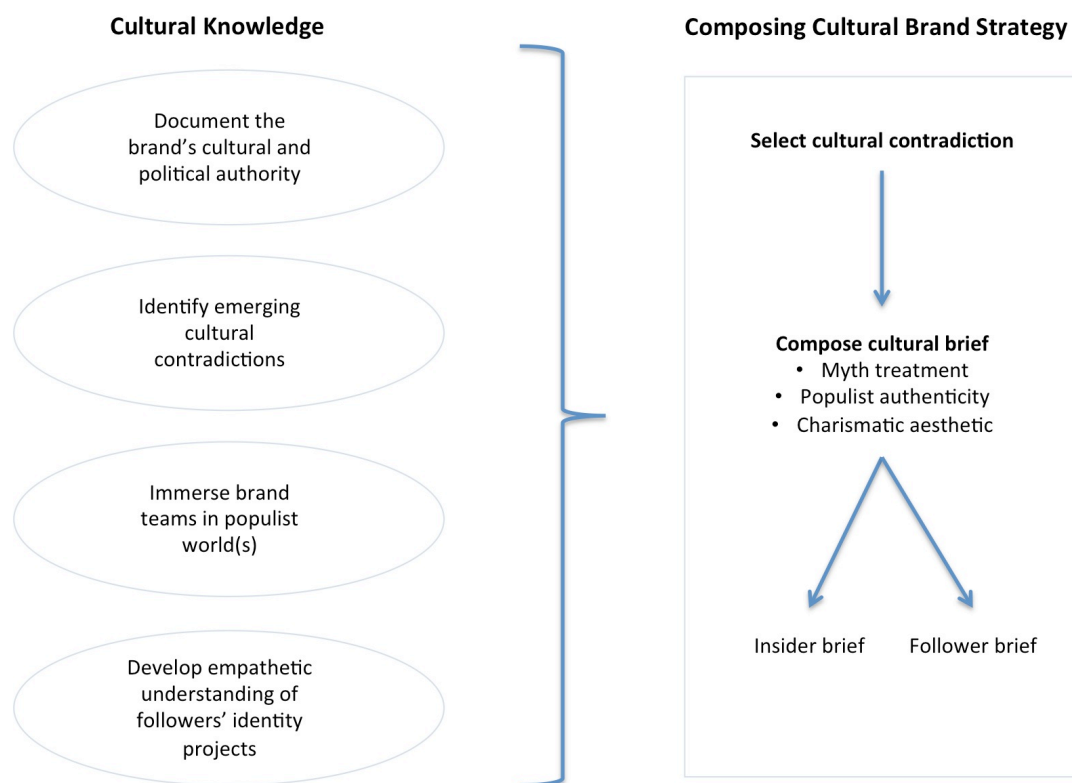 Cultural Knowledge
Document the
brand’s cultural and
political authority
Identify emerging
cultural
contradictions
Immerse brand
teams in populist
world(s)
Develop empathetic
understanding of
followers’ identity
projects
Composing Cultural Brand Strategy
Select cultural contradiction
Compose cultural brief
• Myth treatment
• Populist authenticity
• Charismatic aesthetic
Insider brief
Follower brief